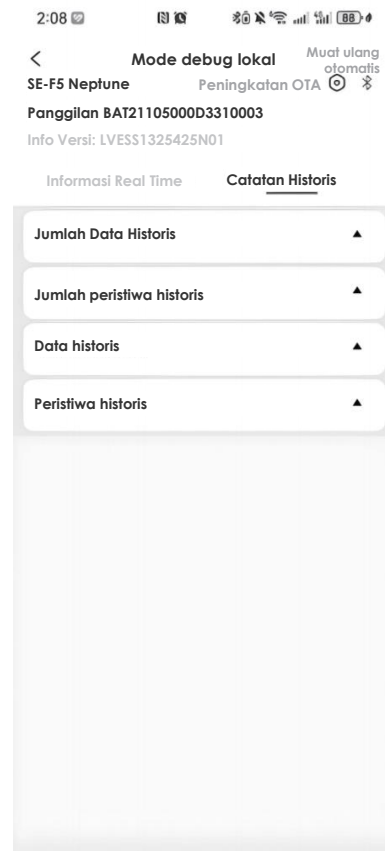 2:08 88
Mode debug lokal Muat ulang otomatis
SE-F5 Neptune Peningkatan OTA
Panggilan BAT21105000D3310003
Info Versi: LVESS1325425N01
Informasi Real Time Catatan Historis
Jumlah Data Historis
Jumlah peristiwa historis
Data historis
Peristiwa historis